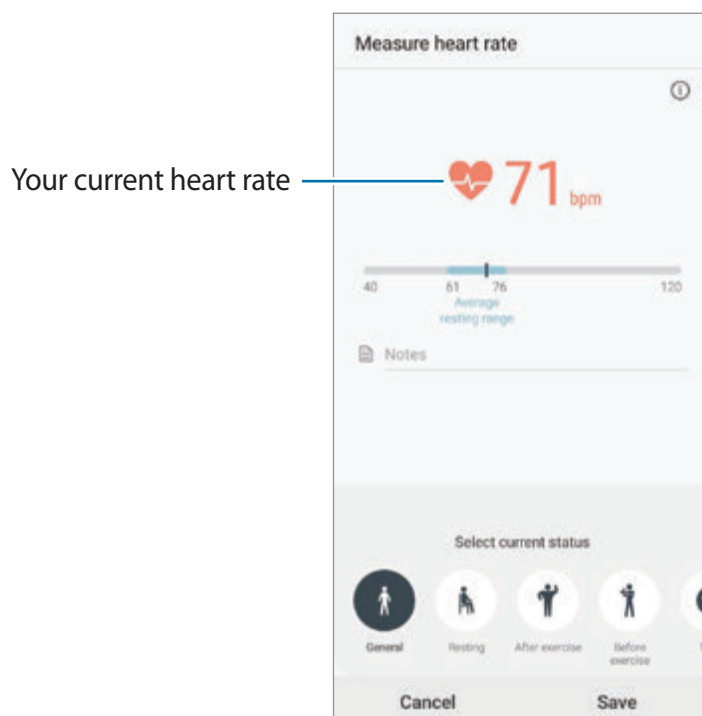 Measure heart rate
Your current heart rate
71 bpm
40 61 76 120
Average
resting range
Notes
Select current status
General Resting After exercise Before
exercise
Cancel Save